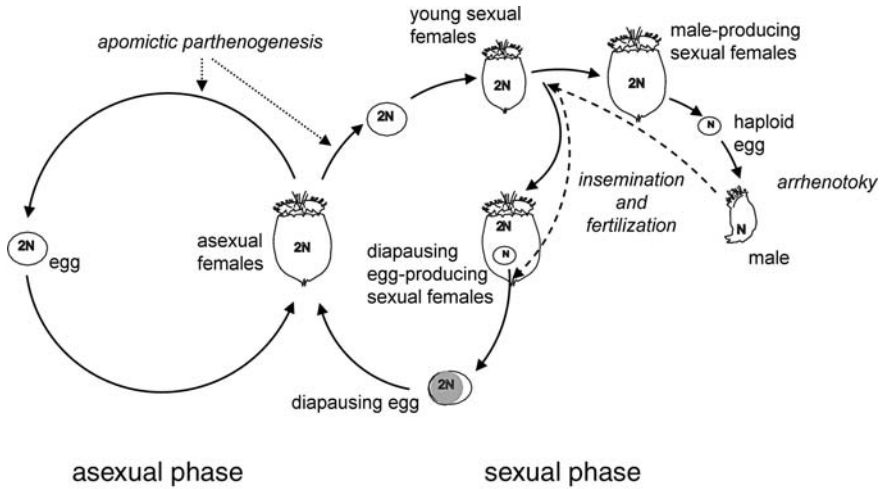 apomictic parthenogenesis
young sexual
females
male-producing
sexual females
2N
2N
2N
N
haploid
egg
arrhenotoky
N
male
insemination
and
fertilization
2N
egg
asexual
females
2N
2N
N
diapausing
egg-producing
sexual females
2N
diapausing egg
asexual phase
sexual phase